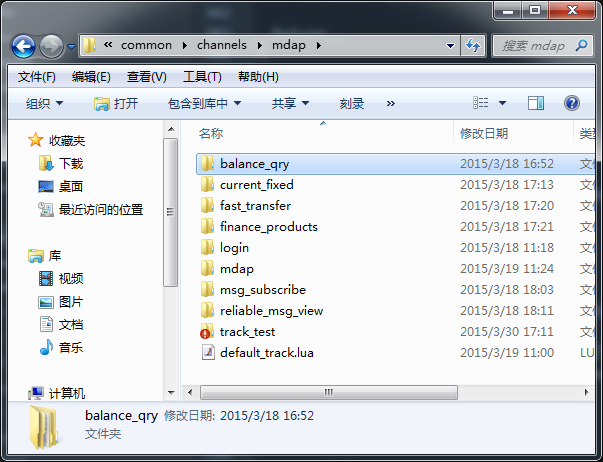 « common ▸ channels ▸ mdap ▸
搜索 mdap
文件(F) 编辑(E) 查看(V) 工具(T) 帮助(H)
组织 打开 包含到库中 共享 刻录 »
名称 修改日期 类
收藏夹
下载
桌面
最近访问的位置
库
视频
图片
文档
音乐
计算机
balance_qry 2015/3/18 16:52 文
current_fixed 2015/3/18 17:13 文
fast_transfer 2015/3/18 17:20 文
finance_products 2015/3/18 17:21 文
login 2015/3/18 11:18 文
mdap 2015/3/19 11:24 文
msg_subscribe 2015/3/18 18:03 文
reliable_msg_view 2015/3/18 18:11 文
track_test 2015/3/30 17:11 文
default_track.lua 2015/3/19 11:00 LU
balance_qry 修改日期: 2015/3/18 16:52
文件夹